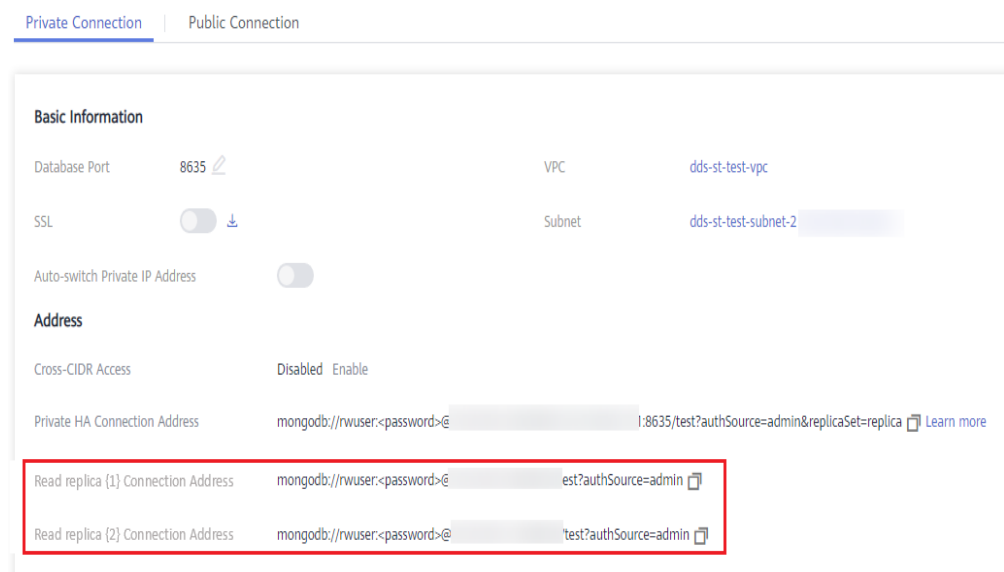 Private Connection Public Connection
Basic Information
Database Port 8635 VPC dds-st-test-vpc
SSL Subnet dds-st-test-subnet-2
Auto-switch Private IP Address
Address
Cross-CIDR Access Disabled Enable
Private HA Connection Address mongodb://rwuser:<password>@ :8635/test?authSource=admin&replicaSet=replica Learn more
Read replica {1} Connection Address mongodb://rwuser:<password>@ est?authSource=admin
Read replica {2} Connection Address mongodb://rwuser:<password>@ /test?authSource=admin